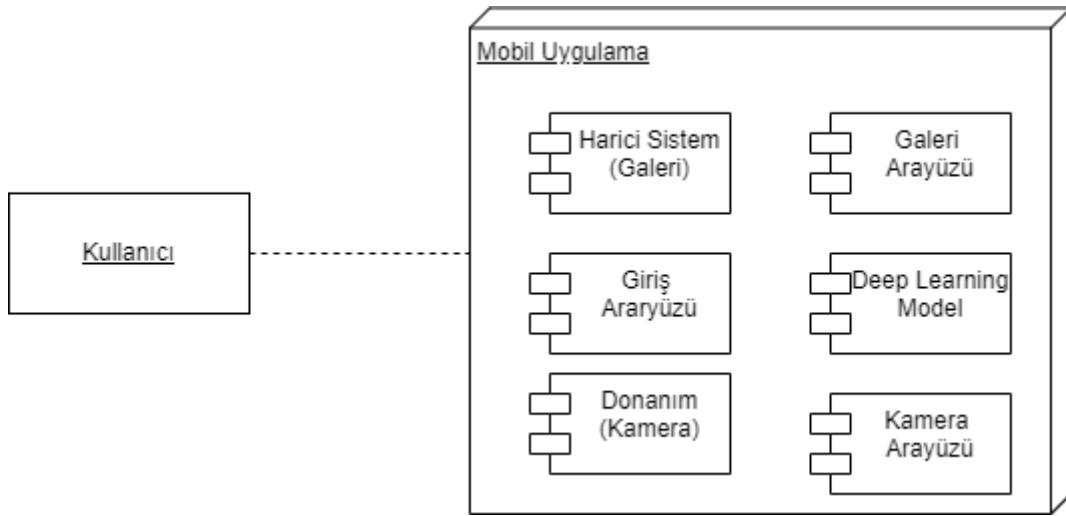 Mobil Uygulama
Harici Sistem
(Galeri)
Galeri
Arayüzü
Kullanıcı
Giriş
Araryüzü
Deep Learning
Model
Donanım
(Kamera)
Kamera
Arayüzü